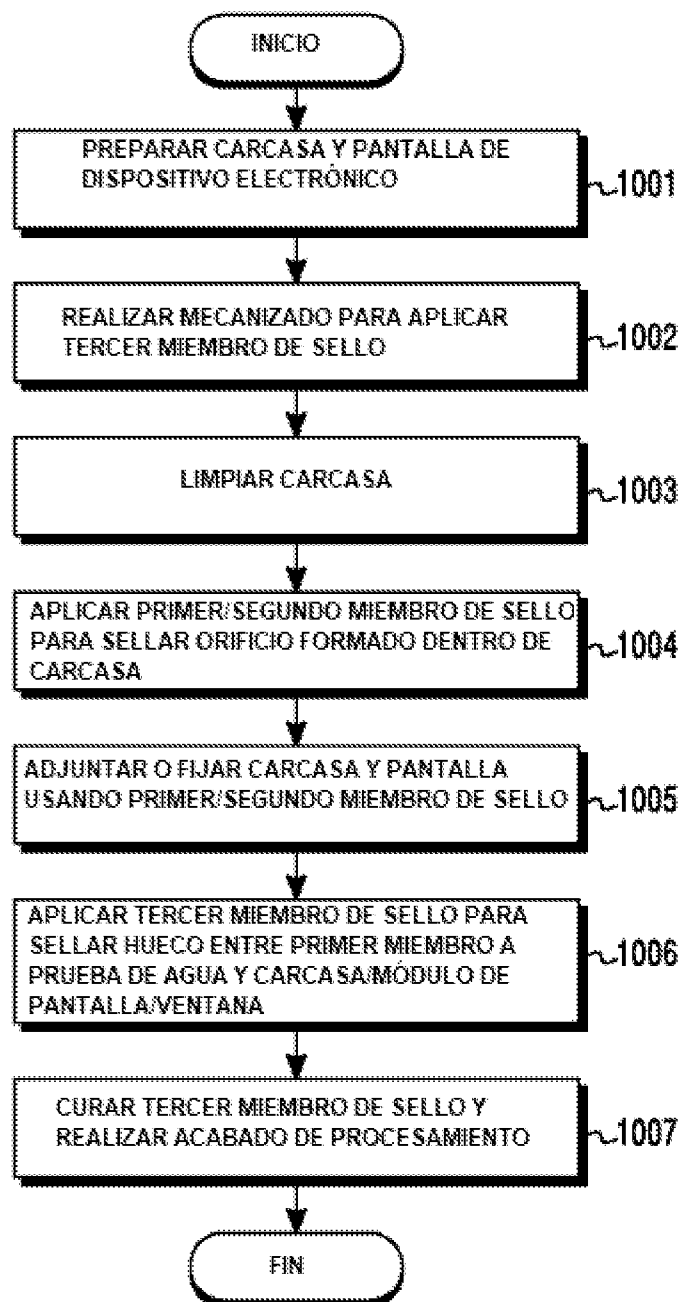 INICIO
PREPARAR CARCASA Y PANTALLA DE
DISPOSITIVO ELECTRÓNICO
1001
REALIZAR MECANIZADO PARA APLICAR
TERCER MIEMBRO DE SELLO
1002
LIMPIAR CARCASA
1003
APLICAR PRIMER/SEGUNDO MIEMBRO DE SELLO
PARA SELLAR ORIFICIO FORMADO DENTRO DE
CARCASA
1004
ADJUNTAR O FIJAR CARCASA Y PANTALLA
USANDO PRIMER/SEGUNDO MIEMBRO DE SELLO
1005
APLICAR TERCER MIEMBRO DE SELLO PARA
SELLAR HUECO ENTRE PRIMER MIEMBRO A
PRUEBA DE AGUA Y CARCASA/MÓDULO DE
PANTALLA/VENTANA
1006
CURAR TERCER MIEMBRO DE SELLO Y
REALIZAR ACABADO DE PROCESAMIENTO
1007
FIN